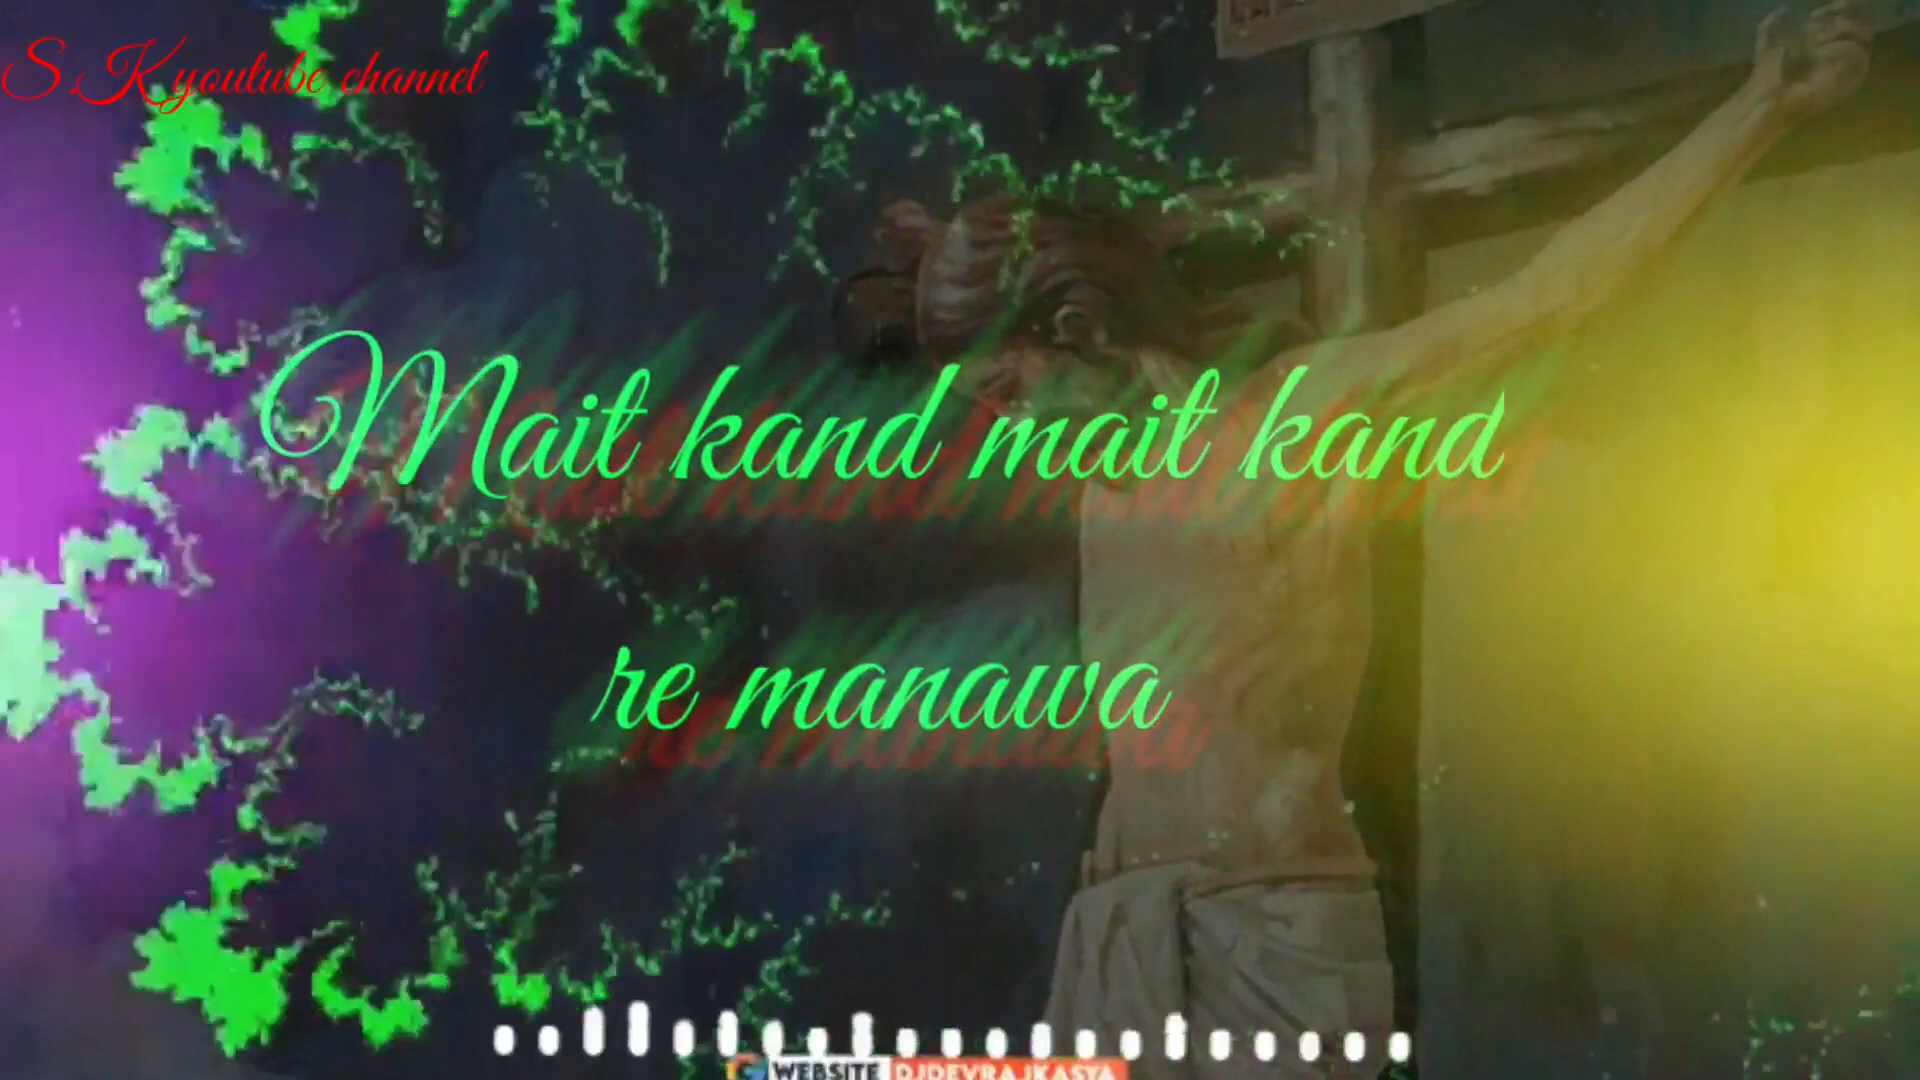 S.K youtube channel
Mait kand mait kand
re manawa
WEBSITE DJDEVRAJKASYA